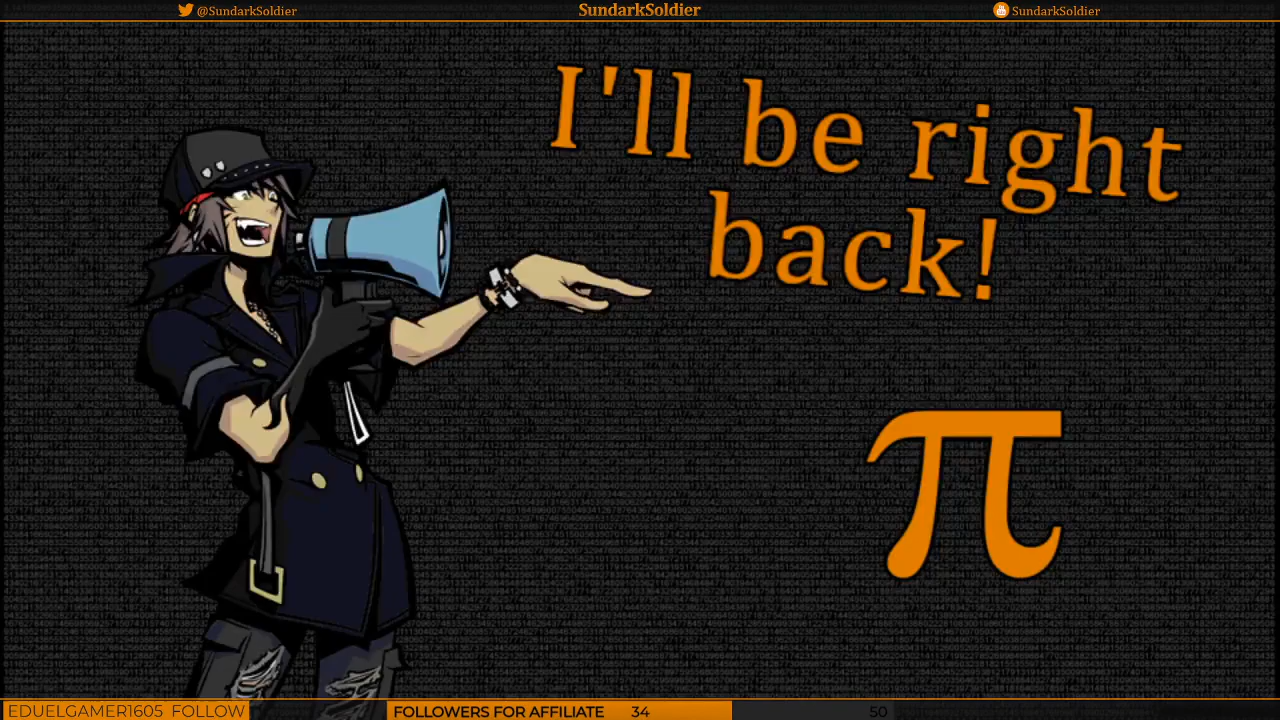 @SundarkSoldier SundarkSoldier SundarkSoldier
I'll be right
back!
π
EDUELGAMER1605 FOLLOW FOLLOWERS FOR AFFILIATE 34 50